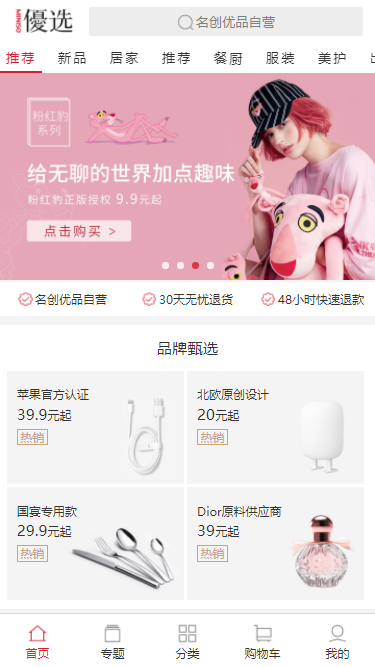 MINISO 優选
名创优品自营
推荐 新品 居家 推荐 餐厨 服装 美护
粉红豹
系列
给无聊的世界加点趣味
粉红豹正版授权 9.9元起
点击购买 >
名创优品自营 30天无忧退货 48小时快速退款
品牌甄选
苹果官方认证
39.9元起
热销
北欧原创设计
20元起
热销
国宴专用款
29.9元起
热销
Dior原料供应商
39元起
热销
首页 专题 分类 购物车 我的